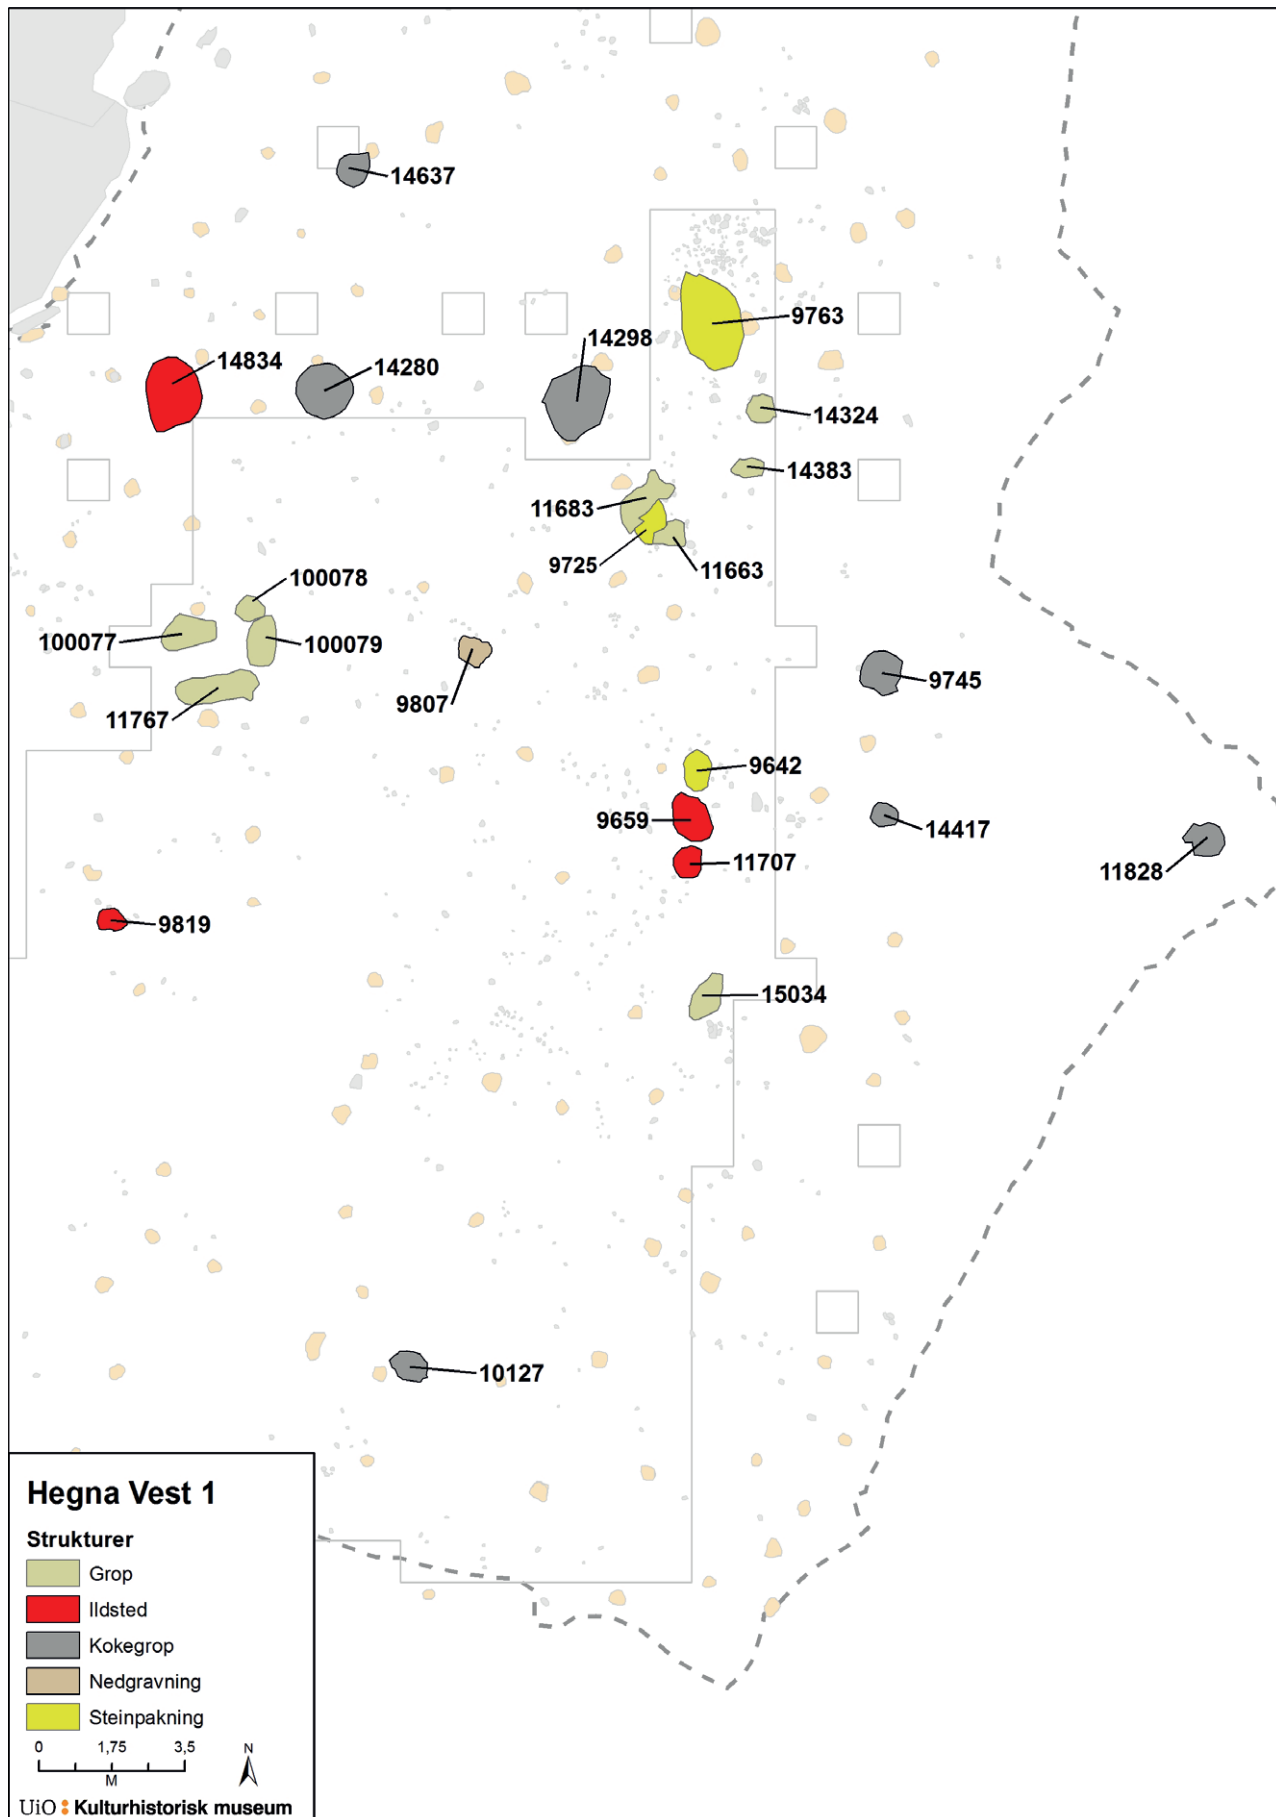 14637
9763
14298
14834
14280
14324
14383
11683
9725
11663
100078
100077
100079
9745
9807
11767
9642
9659
14417
11707
11828
9819
15034
10127
Hegna Vest 1
Strukturer
Grop
Ildsted
Kokegrop
Nedgravning
Steinpakning
0 1,75 3,5
M
N
UiO Kulturhistorisk museum